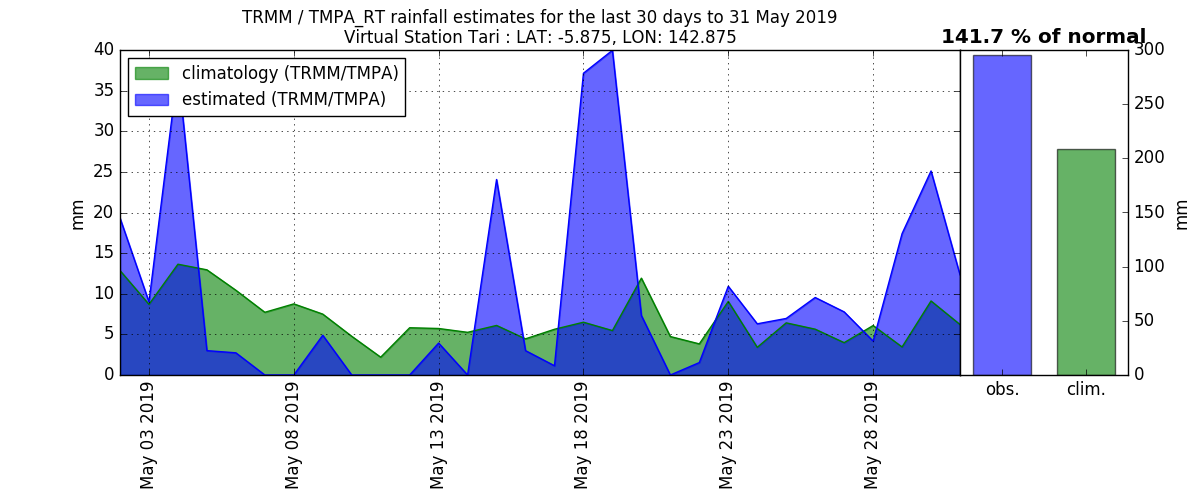 TRMM / TMPA_RT rainfall estimates for the last 30 days to 31 May 2019
Virtual Station Tari : LAT: -5.875, LON: 142.875
141.7 % of normal
climatology (TRMM/TMPA)
estimated (TRMM/TMPA)
mm
40
35
30
25
20
15
10
5
0
May 03 2019
May 08 2019
May 13 2019
May 18 2019
May 23 2019
May 28 2019
obs.
clim.
300
250
200
150
100
50
0
mm